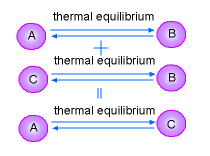 thermal equilibrium
A B
+
thermal equilibrium
C B
=
thermal equilibrium
A C